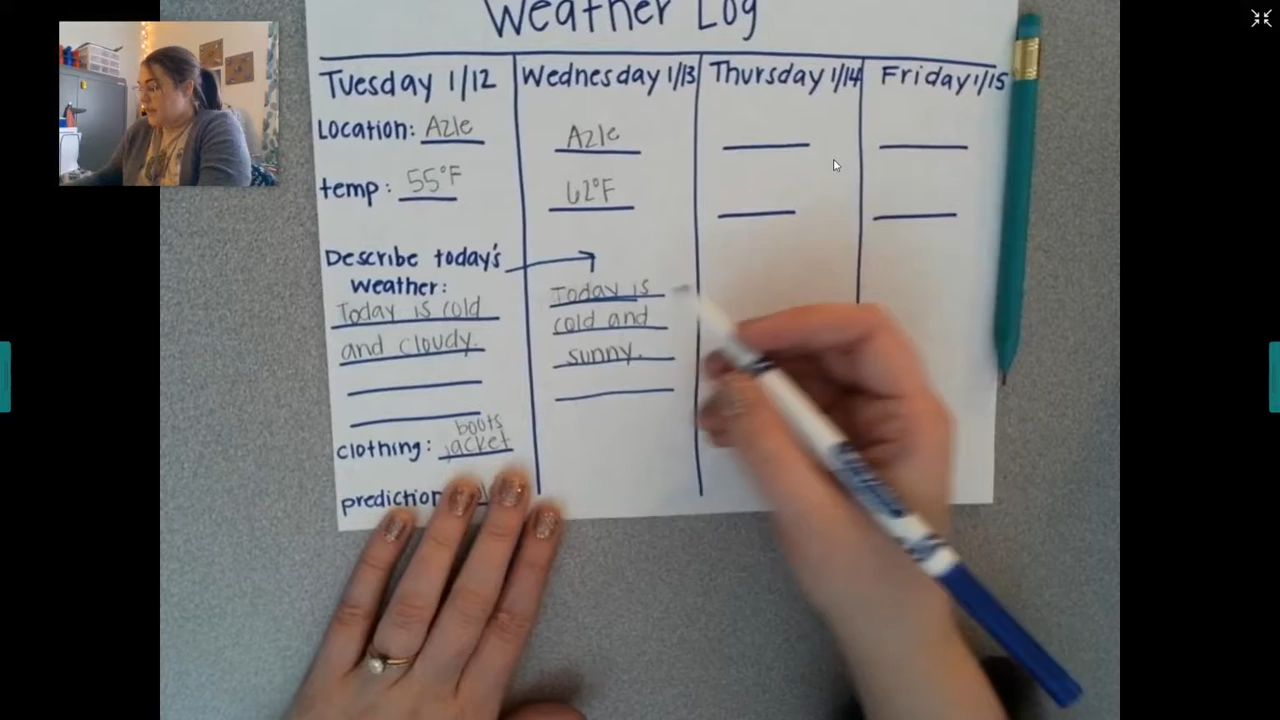 Weather Log
Tuesday 1/12
Location: Azle
temp: 55°F
Describe today's
weather:
Today is cold
and cloudy.
clothing: boots
jacket
prediction
Wednesday 1/13
Azle
62°F
Today is
cold and
sunny.
Thursday 1/14
Friday 1/15